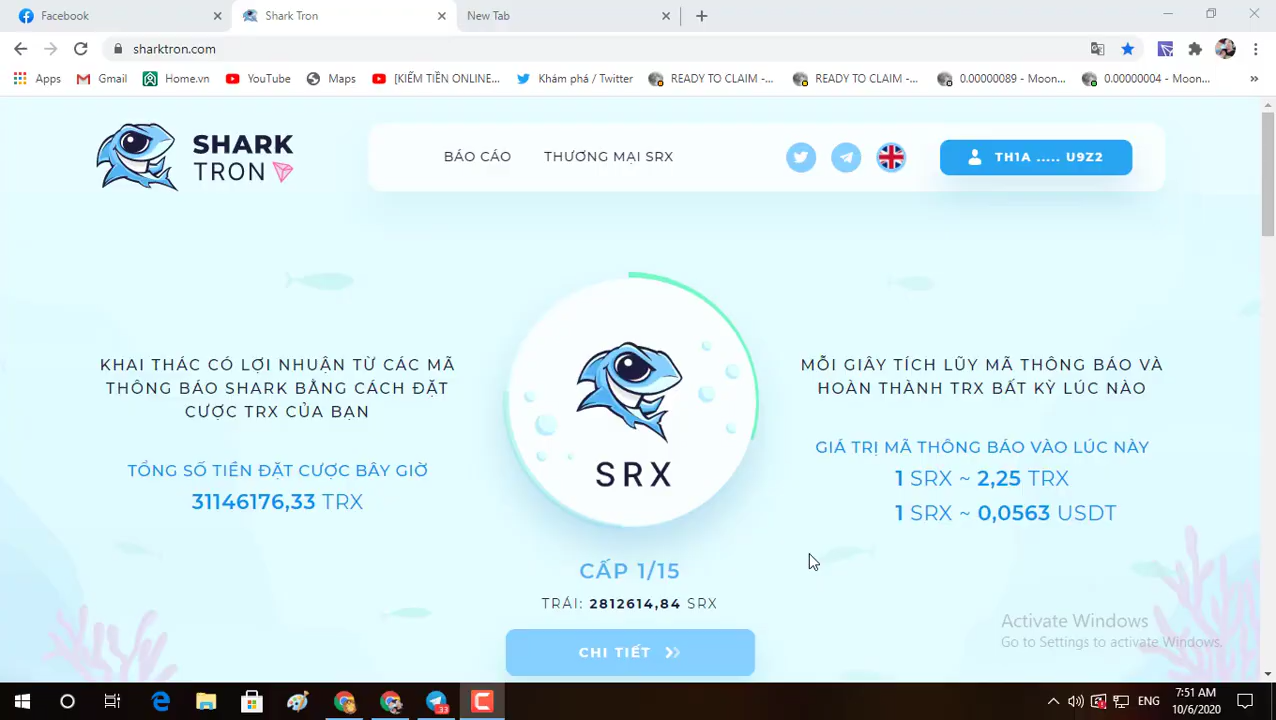 Facebook
Shark Tron
New Tab
sharktron.com
Apps
Gmail
Home.vn
YouTube
Maps
[KIẾM TIỀN ONLINE...
Khám phá / Twitter
READY TO CLAIM -...
READY TO CLAIM -...
0.00000089 - Moon...
0.00000004 - Moon...
SHARK
TRON
BÁO CÁO
THƯƠNG MẠI SRX
TH1A ..... U9Z2
KHAI THÁC CÓ LỢI NHUẬN TỪ CÁC MÃ
THÔNG BÁO SHARK BẰNG CÁCH ĐẶT
CƯỢC TRX CỦA BẠN
TỔNG SỐ TIỀN ĐẶT CƯỢC BÂY GIỜ
31146176,33 TRX
SRX
CẤP 1/15
TRÁI: 2812614,84 SRX
CHI TIẾT
MỖI GIÂY TÍCH LŨY MÃ THÔNG BÁO VÀ
HOÀN THÀNH TRX BẤT KỲ LÚC NÀO
GIÁ TRỊ MÃ THÔNG BÁO VÀO LÚC NÀY
1 SRX ~ 2,25 TRX
1 SRX ~ 0,0563 USDT
Activate Windows
Go to Settings to activate Windows.
33
ENG
7:51 AM
10/6/2020